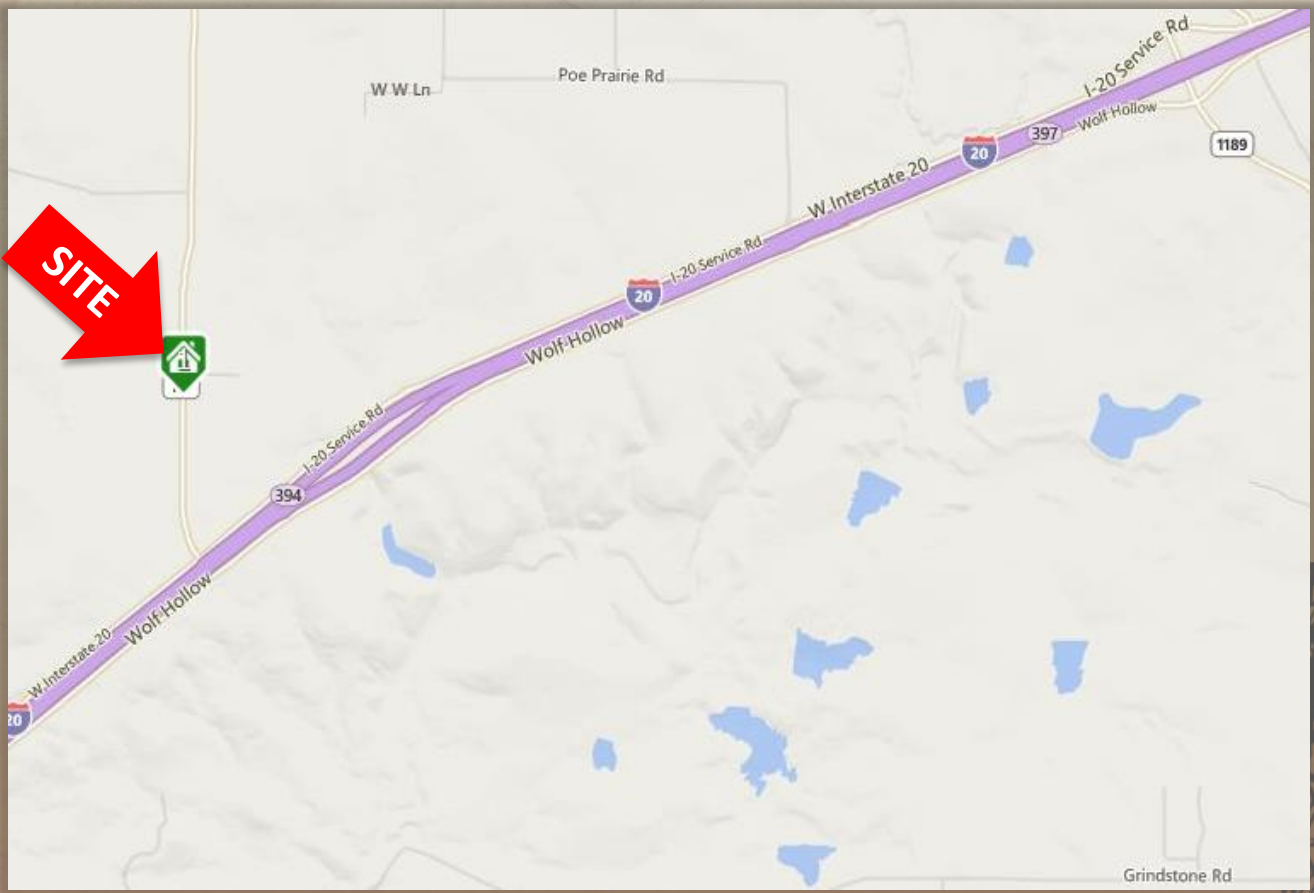 I-20 Service Rd
Poe Prairie Rd
W W Ln
Wolf Hollow
397
20
1189
W Interstate 20
I-20 Service Rd
SITE
20
Wolf Hollow
I-20 Service Rd
394
Wolf Hollow
W Interstate 20
20
Grindstone Rd